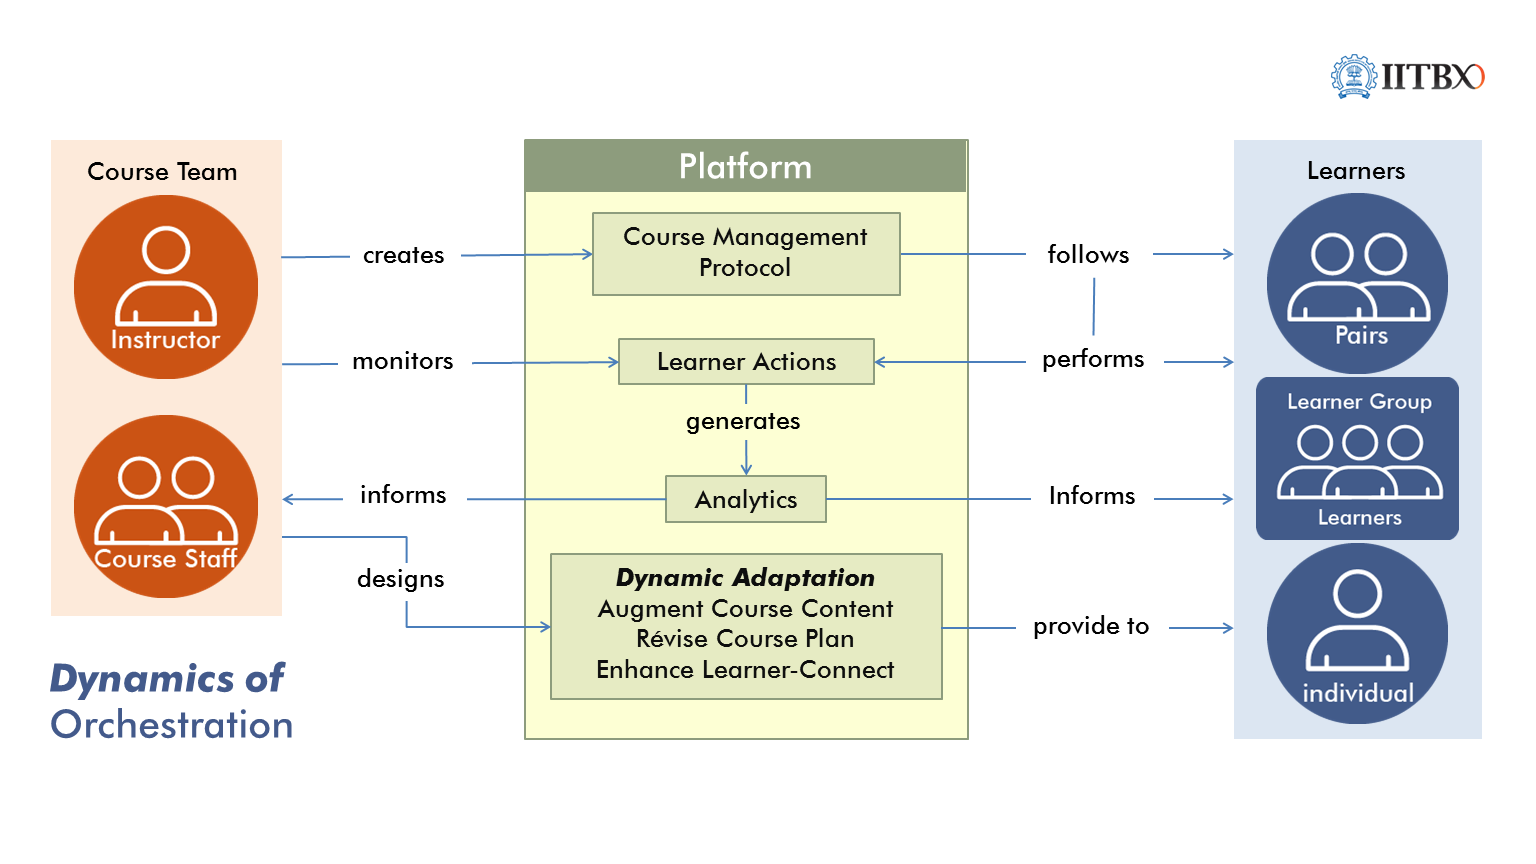 IITBX
Course Team
Instructor
Course Staff
Dynamics of
Orchestration
creates
monitors
informs
designs
Platform
Course Management
Protocol
Learner Actions
generates
Analytics
Dynamic Adaptation
Augment Course Content
Révise Course Plan
Enhance Learner-Connect
follows
performs
Informs
provide to
Learners
Pairs
Learner Group
Learners
individual